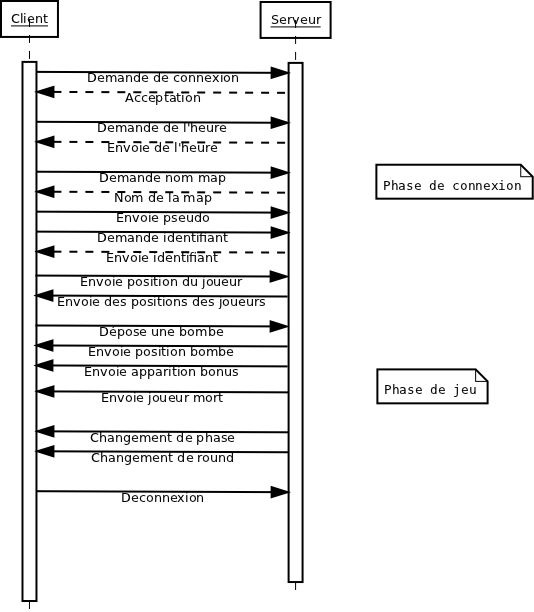 Client
Serveur
Demande de connexion
Acceptation
Demande de l'heure
Envoie de l'heure
Demande nom map
Phase de connexion
Nom de la map
Envoie pseudo
Demande identifiant
Envoie identifiant
Envoie position du joueur
Envoie des positions des joueurs
Dépose une bombe
Envoie position bombe
Envoie apparition bonus
Phase de jeu
Envoie joueur mort
Changement de phase
Changement de round
Deconnexion